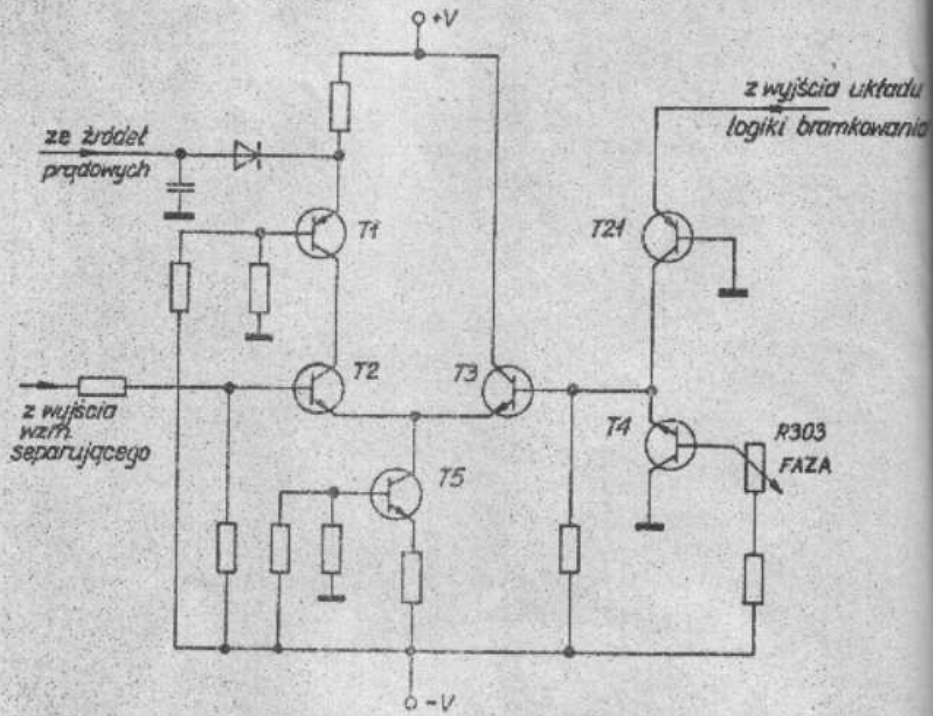 +V
z wyjścia układu
logiki bramkowania
ze źródeł
prądowych
T1
T21
T2
T3
z wyjścia
wzm.
separującego
T4
R303
FAZA
T5
-V